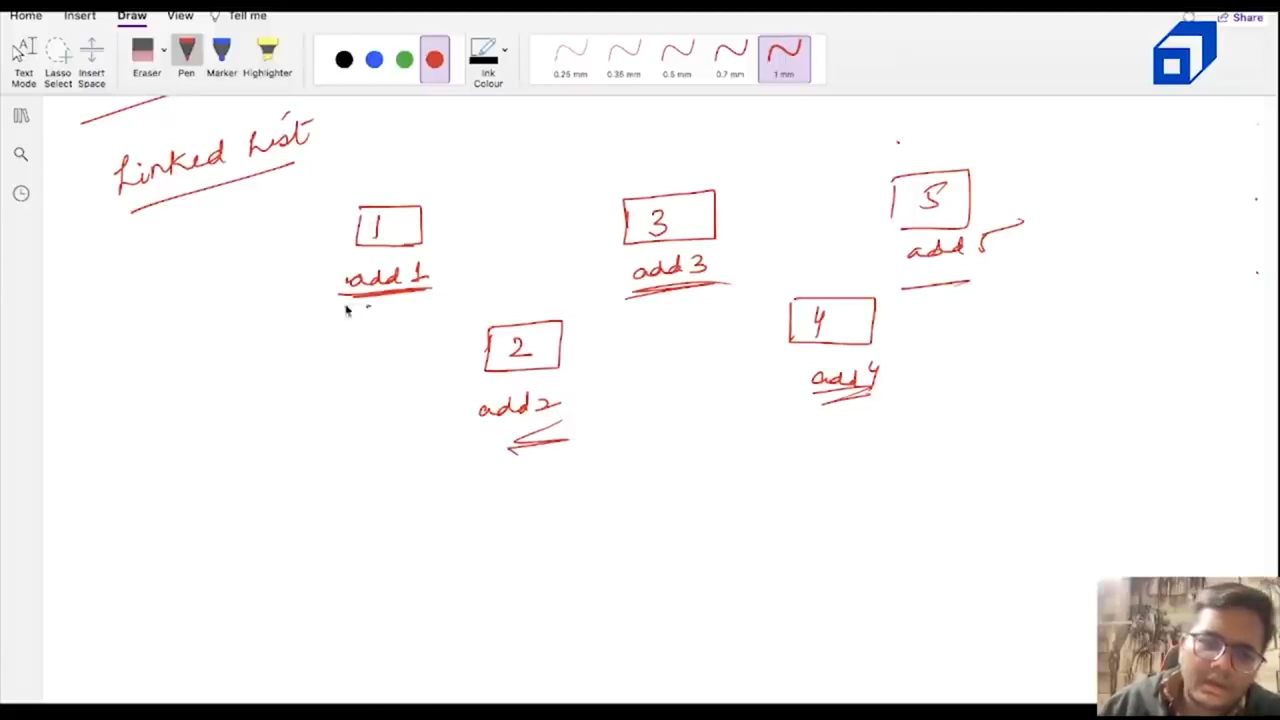 Home Insert Draw View Tell me Share
Text Mode Lasso Select Insert Space Eraser Pen Marker Highlighter Ink Colour 0.25 mm 0.35 mm 0.5 mm 0.7 mm 1 mm
Linked List
1 3 5
add 1 add 3 add 5
2 4
add 2 add 4